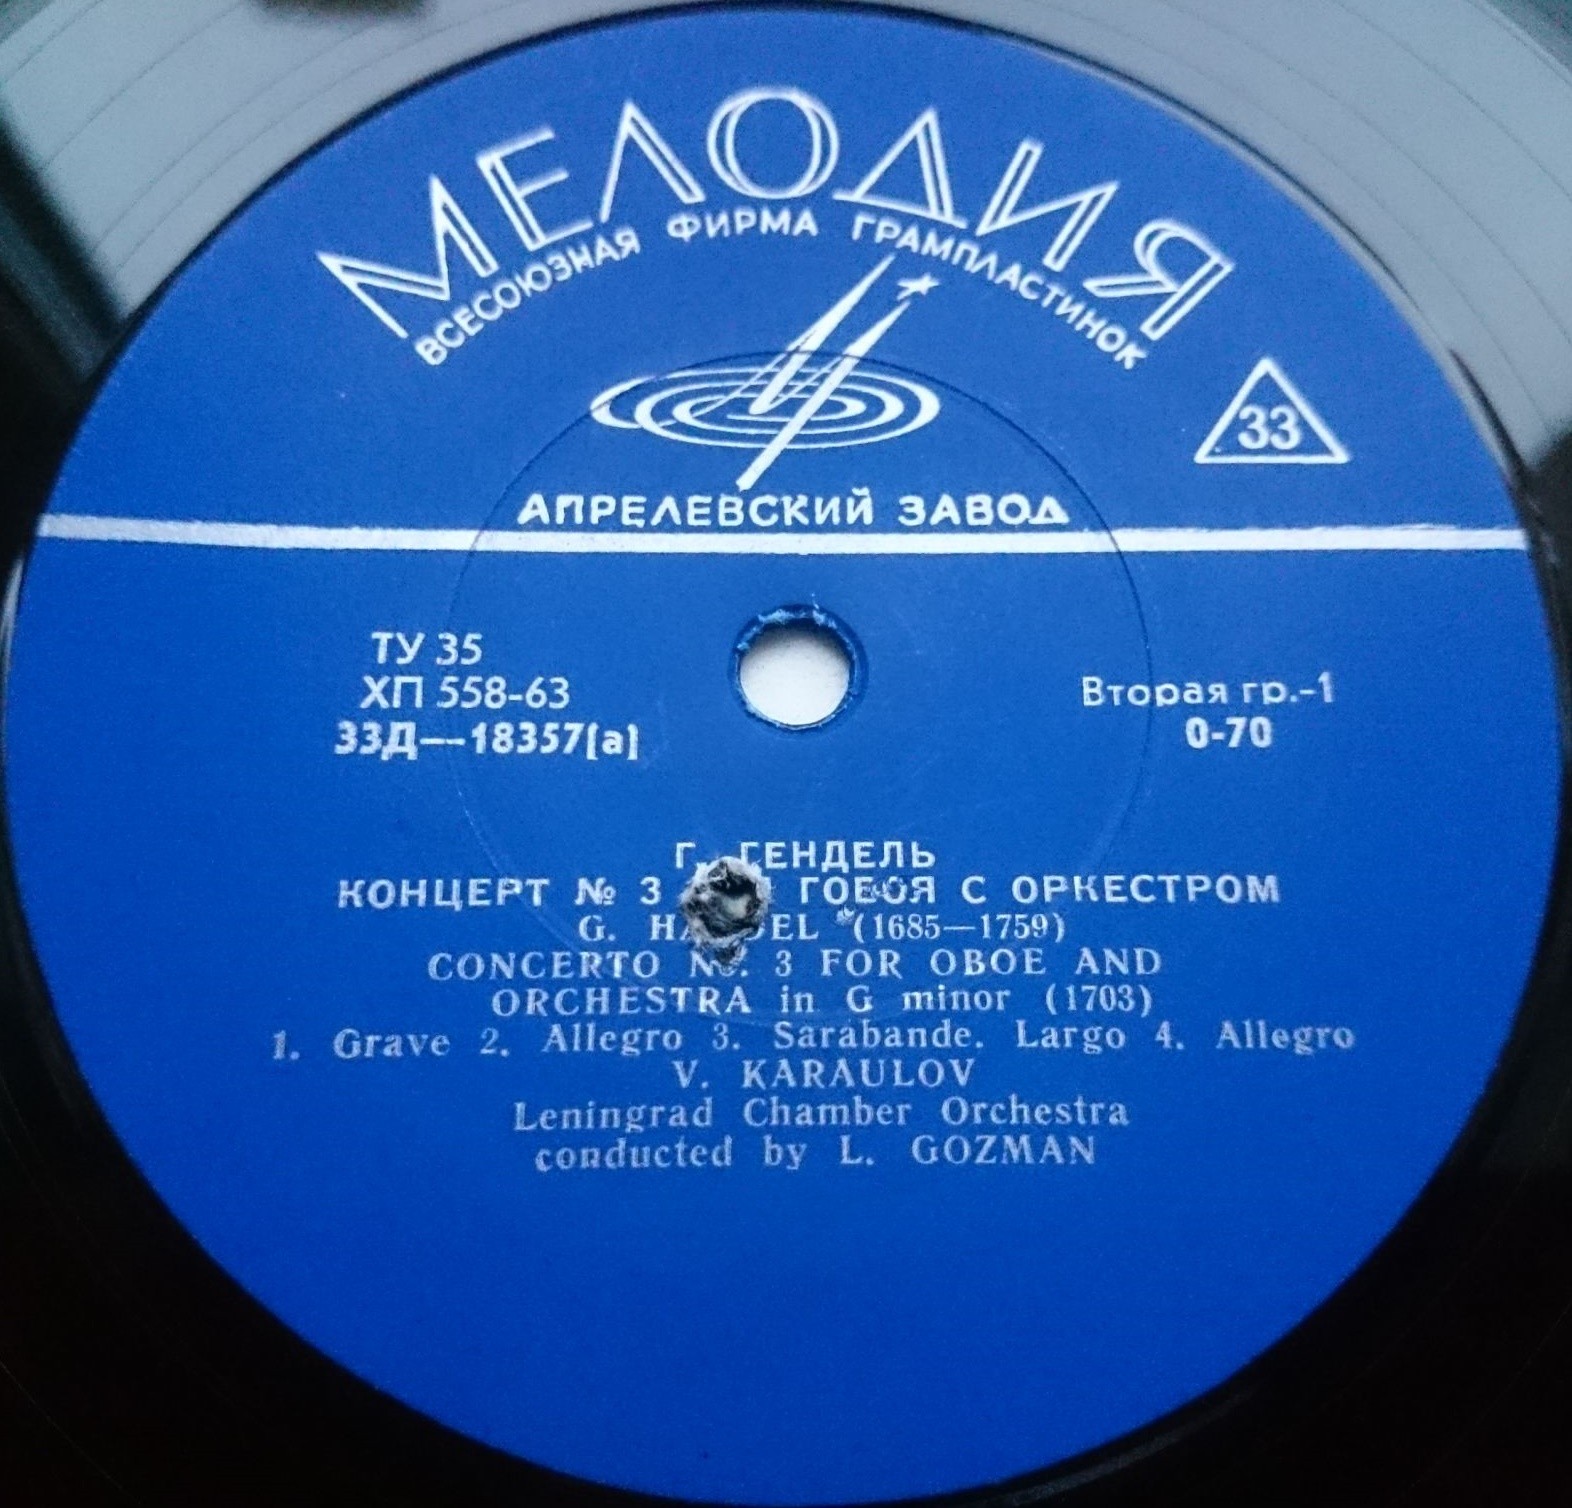 МЕЛОДИЯ
ВСЕСОЮЗНАЯ ФИРМА ГРАМПЛАСТИНОК
33
АПРЕЛЕВСКИЙ ЗАВОД
ТУ 35
ХП 558-63
33Д—18357(a)
Вторая гр.-1
0-70
Г. ГЕНДЕЛЬ
КОНЦЕРТ № 3 ГОБОЯ С ОРКЕСТРОМ
G. (1685—1759)
CONCERTO No. 3 FOR OBOE AND
ORCHESTRA in G minor (1703)
1. Grave 2. Allegro 3. Sarabande. Largo 4. Allegro
V. KARAULOV
Leningrad Chamber Orchestra
conducted by L. GOZMAN